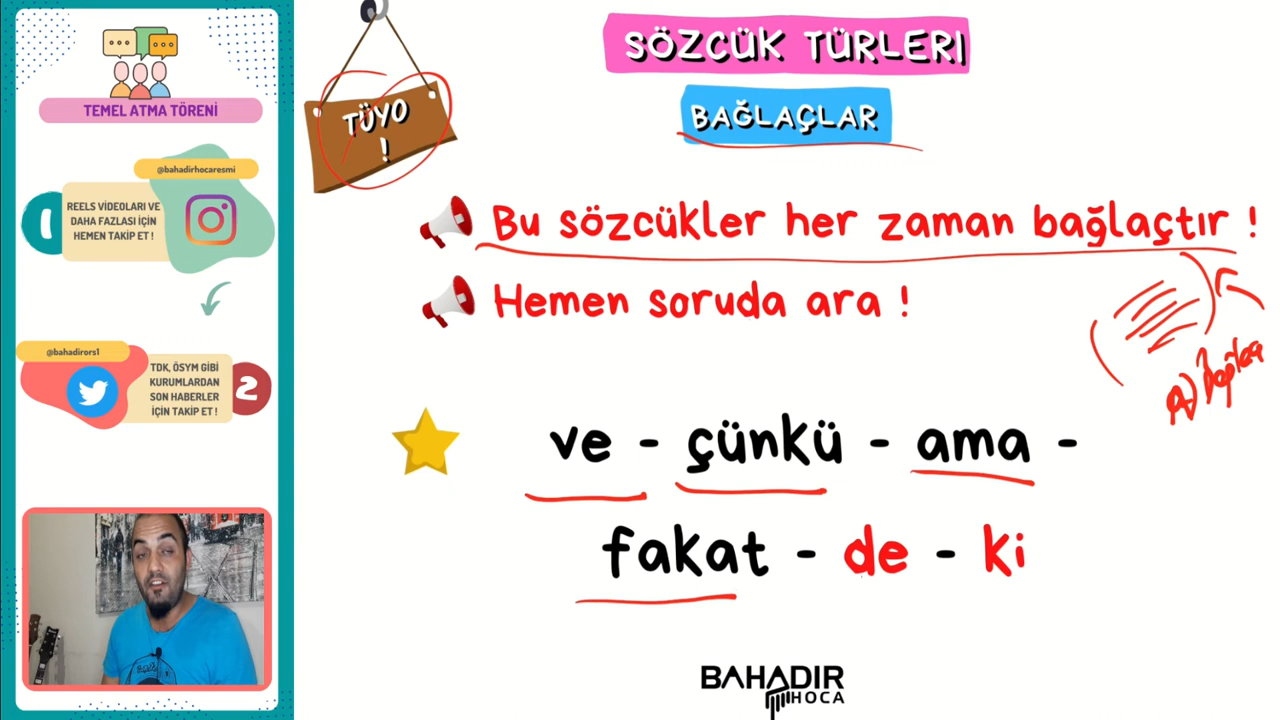 TEMEL ATMA TÖRENİ
@bahadirhocaresmi
1
REELS VİDEOLARI VE
DAHA FAZLASI İÇİN
HEMEN TAKİP ET !
@bahadirors1
TDK, ÖSYM GİBİ
KURUMLARDAN
SON HABERLER
İÇİN TAKİP ET !
2
TÜYO
!
SÖZCÜK TÜRLERI
BAĞLAÇLAR
Bu sözcükler her zaman bağlaçtır !
Hemen soruda ara !
A)
ve - çünkü - ama -
fakat - de - ki
BAHADIR
HOCA